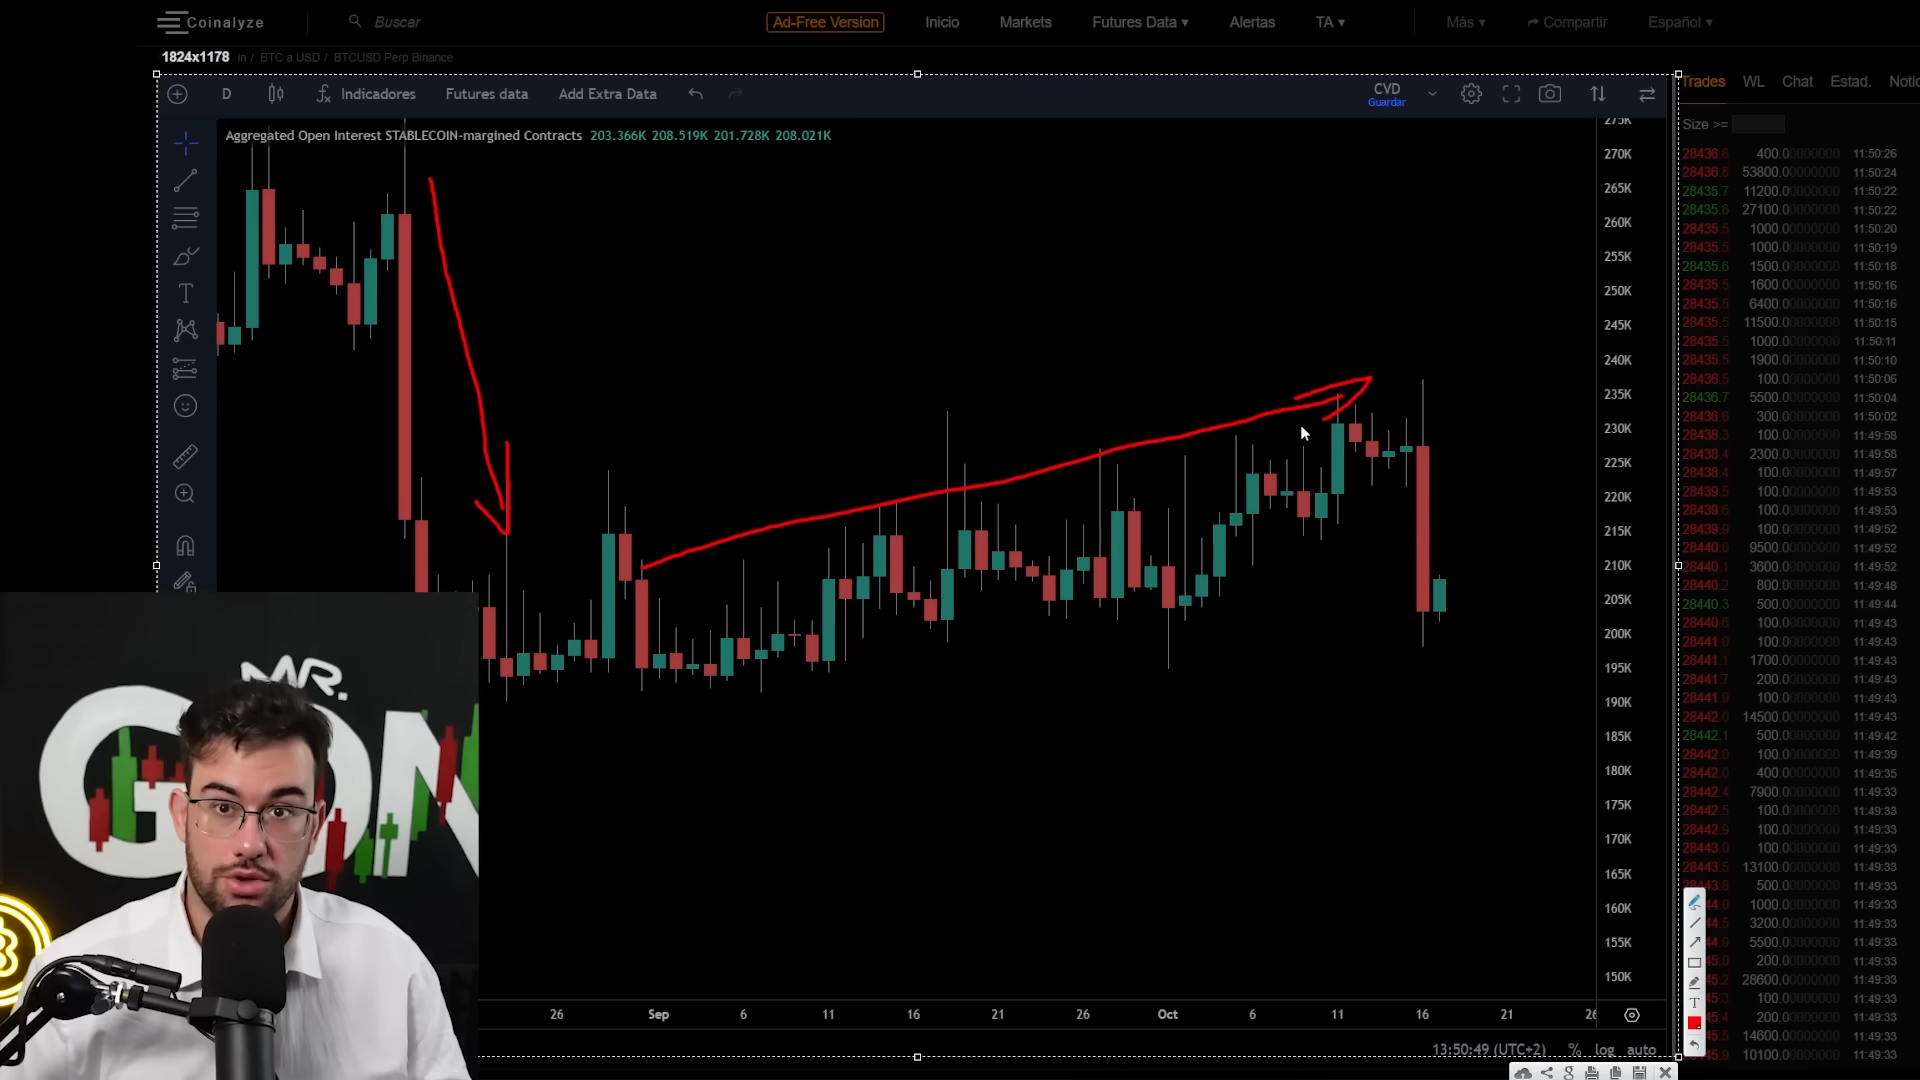 Coinalyze
Buscar
Ad-Free Version
Inicio
Markets
Futures Data ▾
Alertas
TA ▾
Más ▾
Compartir
Español ▾
1824x1178 in / BTC a USD / BTCUSD Perp Binance
D
Indicadores
Futures data
Add Extra Data
CVD
Guardar
Trades WL Chat Estad.
Size >=
Aggregated Open Interest STABLECOIN-margined Contracts 203.366K 208.519K 201.728K 208.021K
275K
270K
265K
260K
255K
250K
245K
240K
235K
230K
225K
220K
215K
210K
205K
200K
195K
190K
185K
180K
175K
170K
165K
160K
155K
150K
28436.6 400.00000000 11:50:26
53800.0000000 11:50:24
28435.7 11200.0000000 11:50:22
28435.6 27100.0000000 11:50:22
28435.5 1000.00000000 11:50:20
28435.5 1000.00000000 11:50:19
28435.6 1500.00000000 11:50:18
28435.5 1600.00000000 11:50:16
28435.5 6400.00000000 11:50:16
28435.5 11500.0000000 11:50:15
28435.5 1000.00000000 11:50:11
28435.5 1900.00000000 11:50:10
28436.5 100.00000000 11:50:06
28436.7 5500.00000000 11:50:04
28436.6 300.00000000 11:50:02
28438.3 100.00000000 11:49:58
28438.4 2300.00000000 11:49:58
28438.4 100.00000000 11:49:57
28439.5 100.00000000 11:49:53
28439.6 100.00000000 11:49:53
28439.9 100.00000000 11:49:52
28440.0 9500.00000000 11:49:52
28440.1 3600.00000000 11:49:52
28440.2 800.00000000 11:49:48
28440.3 500.00000000 11:49:44
28440.6 100.00000000 11:49:43
28441.0 100.00000000 11:49:43
28441.1 1700.00000000 11:49:43
28441.7 200.00000000 11:49:43
28441.9 100.00000000 11:49:43
28442.0 14500.0000000 11:49:43
28442.1 500.00000000 11:49:42
28442.0 100.00000000 11:49:39
28442.0 400.00000000 11:49:35
28442.4 7900.00000000 11:49:33
28442.5 100.00000000 11:49:33
28442.9 100.00000000 11:49:33
28443.0 100.00000000 11:49:33
28443.5 13100.0000000 11:49:33
500.00000000 11:49:33
1000.00000000 11:49:33
3200.00000000 11:49:33
5500.00000000 11:49:33
200.00000000 11:49:33
28600.0000000 11:49:33
100.00000000 11:49:33
200.00000000 11:49:33
14600.0000000 11:49:33
10100.0000000 11:49:33
MR.
GON
26 Sep 6 11 16 21 26 Oct 6 11 16 21
13:50:49 (UTC+2) % log auto